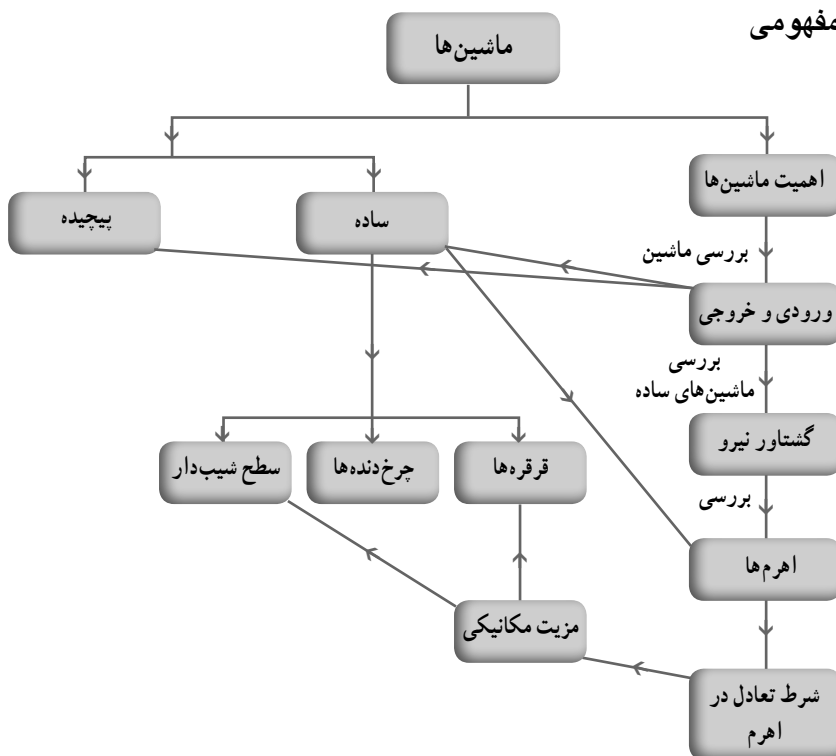 مفهومی
ماشین‌ها
اهمیت ماشین‌ها
ساده
پیچیده
بررسی ماشین
ورودی و خروجی
بررسی
ماشین‌های ساده
گشتاور نیرو
قرقره‌ها
چرخ‌دنده‌ها
سطح شیب‌دار
بررسی
اهرم‌ها
مزیت مکانیکی
شرط تعادل در
اهرم